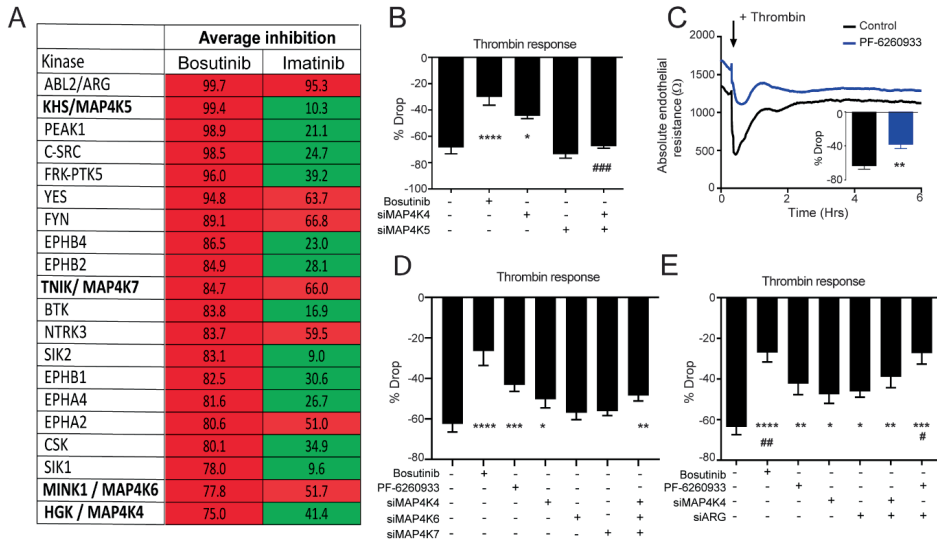 A
Average inhibition
Kinase Bosutinib Imatinib
ABL2/ARG 99.7 95.3
KHS/MAP4K5 99.4 10.3
PEAK1 98.9 21.1
C-SRC 98.5 24.7
FRK-PTK5 96.0 39.2
YES 94.8 63.7
FYN 89.1 66.8
EPHB4 86.5 23.0
EPHB2 84.9 28.1
TNIK/ MAP4K7 84.7 66.0
BTK 83.8 16.9
NTRK3 83.7 59.5
SIK2 83.1 9.0
EPHB1 82.5 30.6
EPHA4 81.6 26.7
EPHA2 80.6 51.0
CSK 80.1 34.9
SIK1 78.0 9.6
MINK1 / MAP4K6 77.8 51.7
HGK / MAP4K4 75.0 41.4
B
Thrombin response
% Drop
0
-20
-40
-60
-80
-100
**** * ###
Bosutinib - + - - -
siMAP4K4 - - + - +
siMAP4K5 - - - + +
C
+ Thrombin
Control
PF-6260933
Absolute endothelial
resistance (Ω)
2000
1500
1000
500
0
0 2 4 6
Time (Hrs)
% Drop
0
-40
-80
**
D
Thrombin response
% Drop
0
-20
-40
-60
-80
**** *** * **
Bosutinib - + - - - - -
PF-6260933 - - + - - - -
siMAP4K4 - - - + - - +
siMAP4K6 - - - - + - +
siMAP4K7 - - - - - + +
E
Thrombin response
% Drop
0
-20
-40
-60
-80
**** ** * * ** ***
## #
Bosutinib - + - - - - -
PF-6260933 - - + - - - +
siMAP4K4 - - - + - + -
siARG - - - - + + +